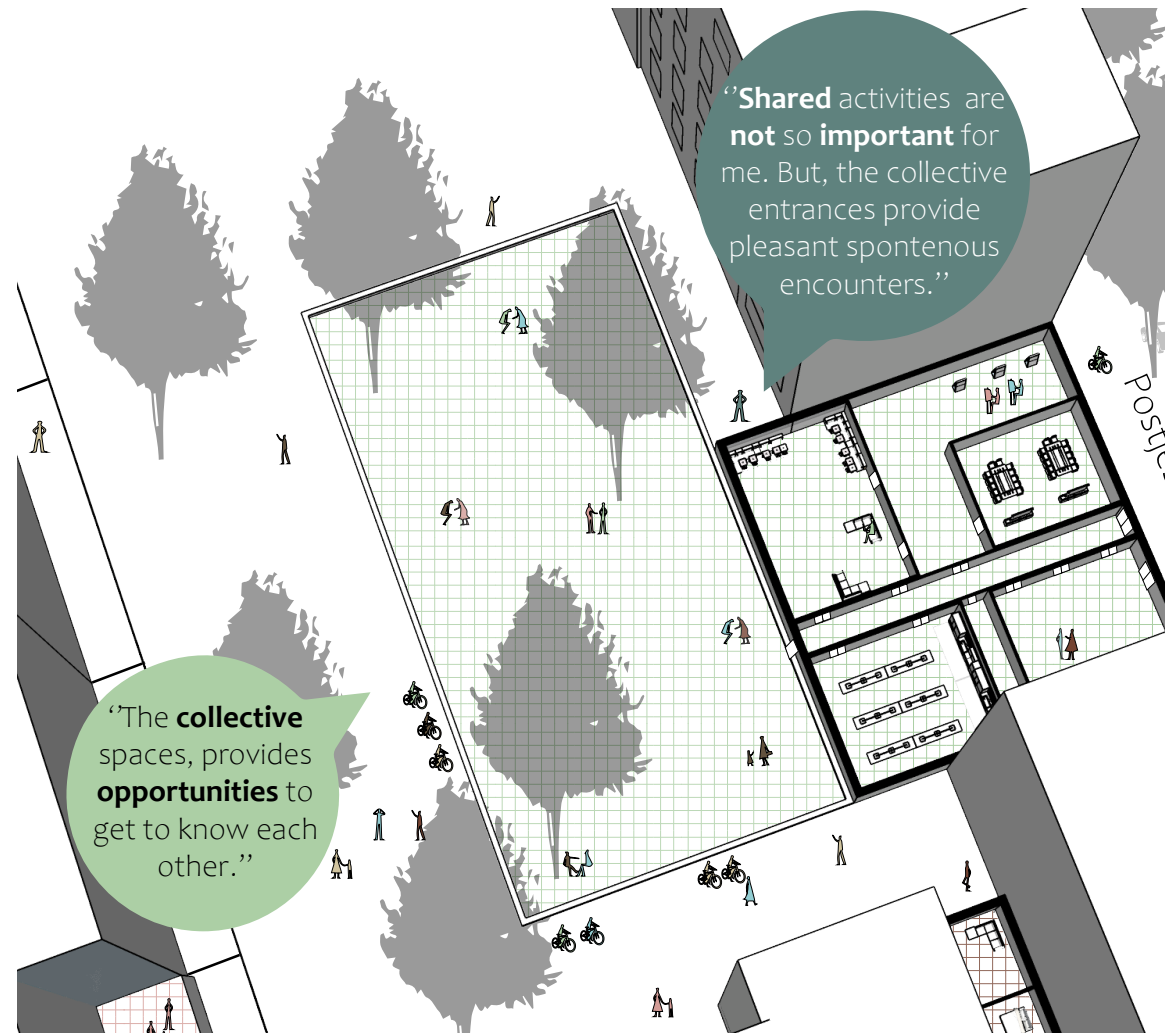 ‘’Shared activities are
not so important for
me. But, the collective
entrances provide
pleasant spontenous
encounters.’’
‘’The collective
spaces, provides
opportunities to
get to know each
other.’’